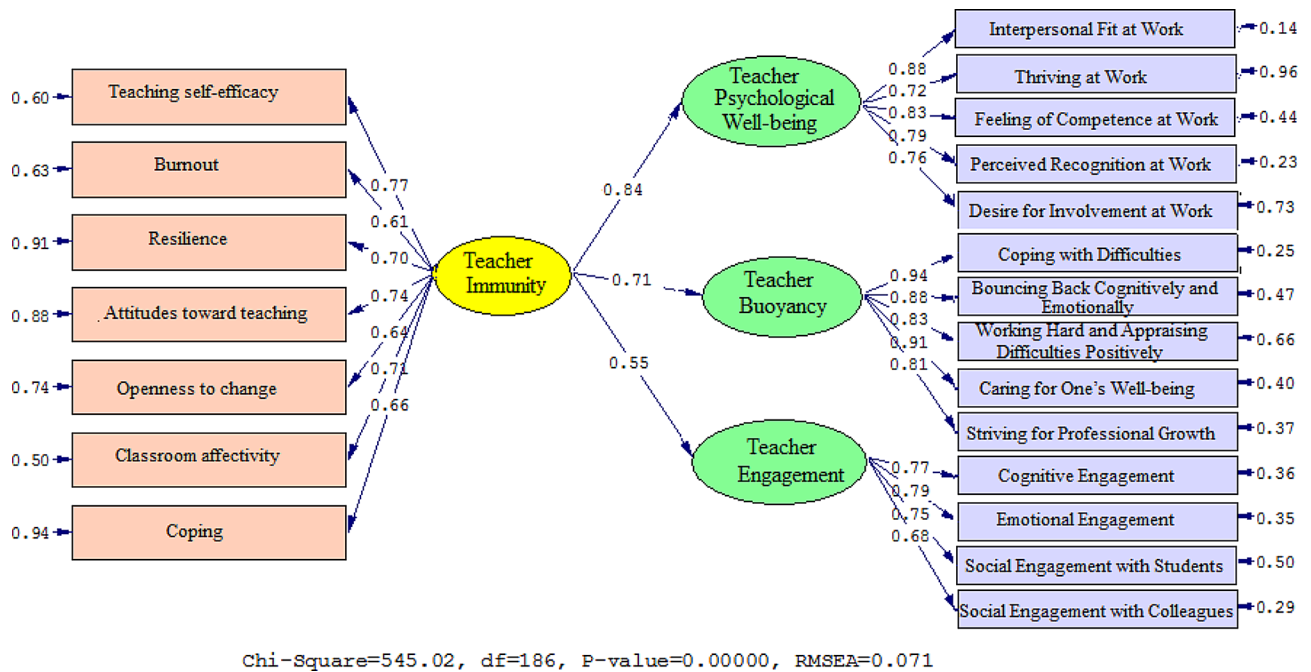 0.60
Teaching self-efficacy
0.63
Burnout
0.91
Resilience
0.88
Attitudes toward teaching
0.74
Openness to change
0.50
Classroom affectivity
0.94
Coping
0.77
0.61
0.70
0.74
0.64
0.71
0.66
Teacher
Immunity
0.84
0.71
0.55
Teacher
Psychological
Well-being
0.88
0.72
0.83
0.79
0.76
Interpersonal Fit at Work
0.14
Thriving at Work
0.96
Feeling of Competence at Work
0.44
Perceived Recognition at Work
0.23
Desire for Involvement at Work
0.73
Teacher
Buoyancy
0.94
0.88
0.83
0.91
0.81
Coping with Difficulties
0.25
Bouncing Back Cognitively and
Emotionally
0.47
Working Hard and Appraising
Difficulties Positively
0.66
Caring for One’s Well-being
0.40
Striving for Professional Growth
0.37
Teacher
Engagement
0.77
0.79
0.75
0.68
Cognitive Engagement
0.36
Emotional Engagement
0.35
Social Engagement with Students
0.50
Social Engagement with Colleagues
0.29
Chi-Square=545.02, df=186, P-value=0.00000, RMSEA=0.071